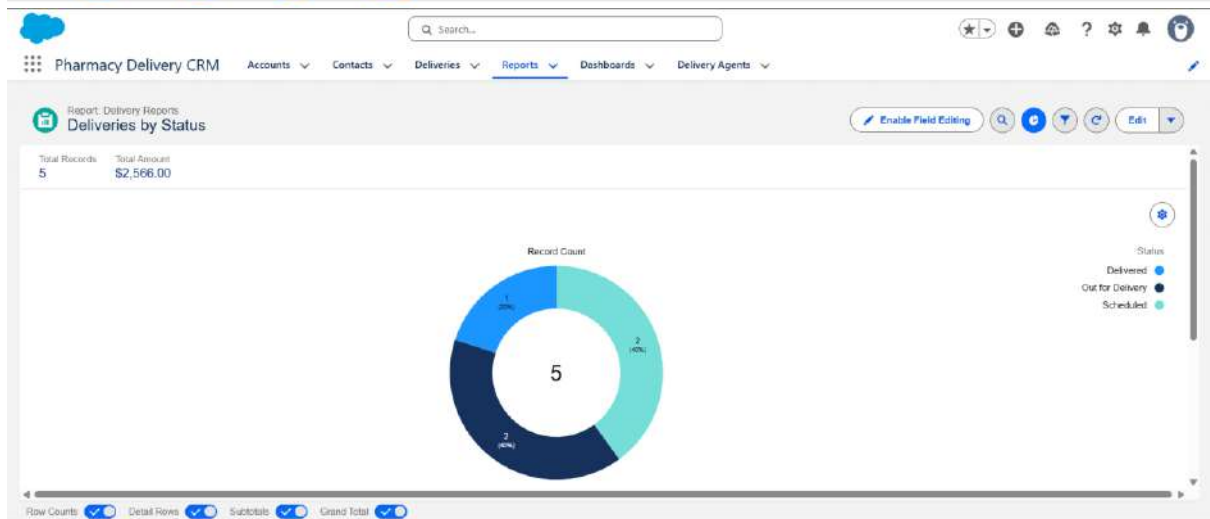 Search...
Pharmacy Delivery CRM Accounts Contacts Deliveries Reports Dashboards Delivery Agents
Report: Delivery Reports
Deliveries by Status
Enable Field Editing Edit
Total Records Total Amount
5 $2,566.00
Record Count
Status
Delivered
Out for Delivery
Scheduled
1
(20%)
2
(40%)
5
2
(40%)
Row Counts Detail Rows Subtotals Grand Total